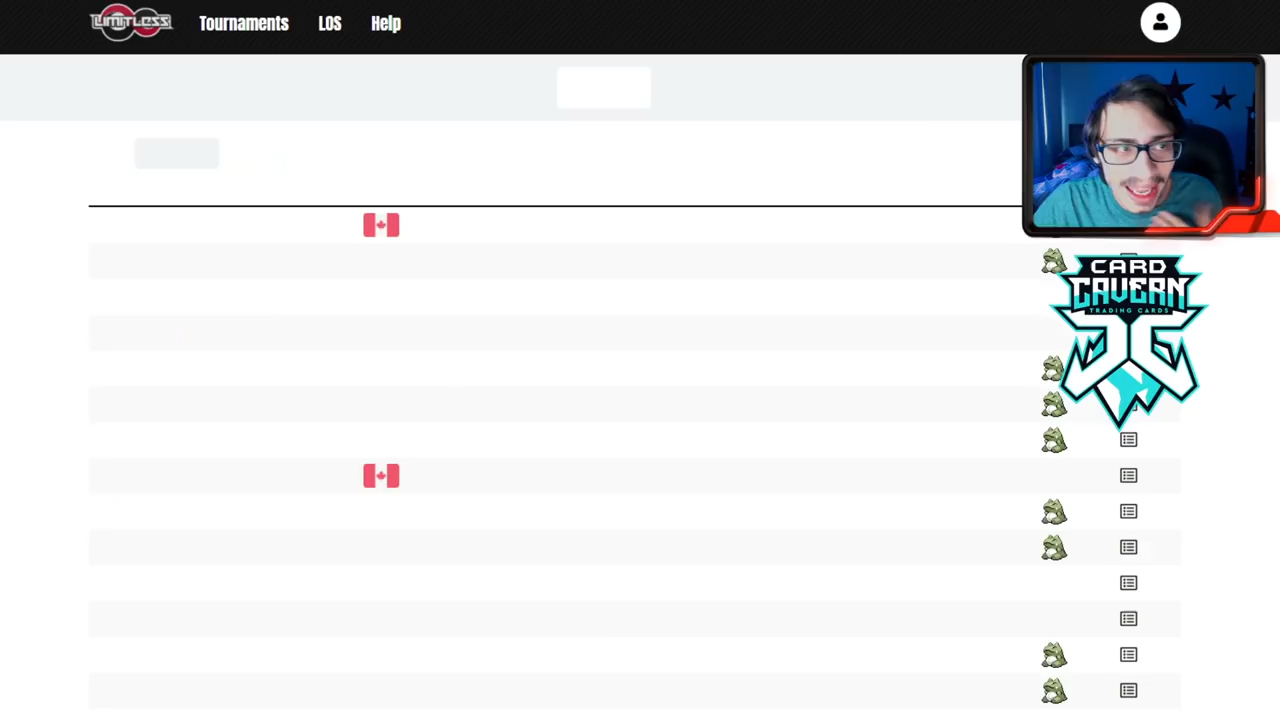 LIMITLESS
Tournaments
LOS
Help
CARD
CAVERN
TRADING CARDS